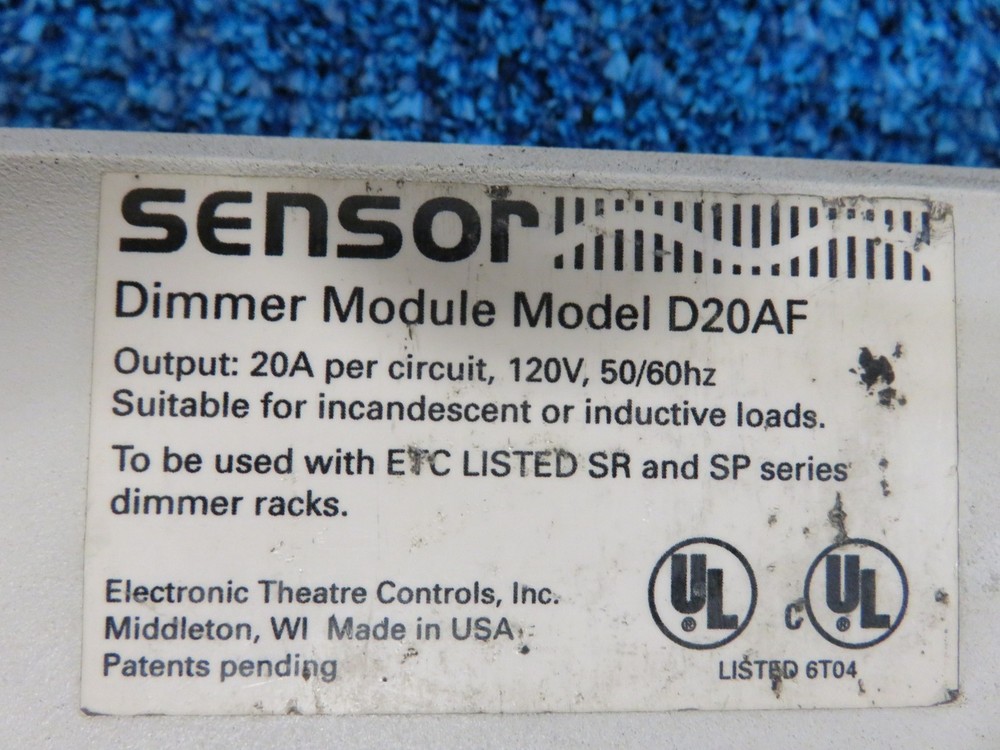 sensor
Dimmer Module Model D20AF
Output: 20A per circuit, 120V, 50/60hz
Suitable for incandescent or inductive loads.
To be used with ETC LISTED SR and SP series
dimmer racks.
Electronic Theatre Controls, Inc.
Middleton, WI Made in USA
Patents pending
UL ® C UL ®
LISTED 6T04